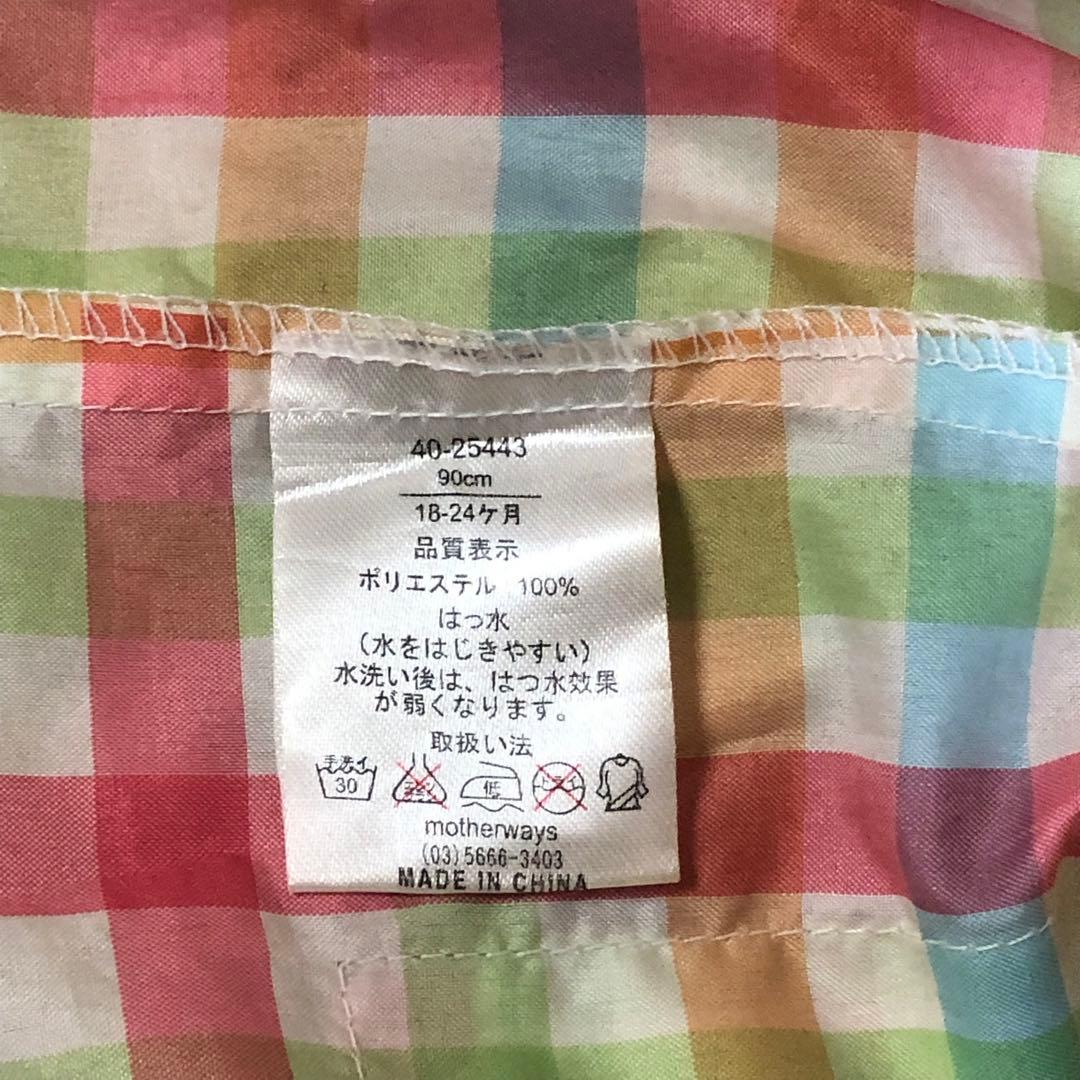 40-25443
90cm
18-24ケ月
品質表示
ポリエステル 100%
はっ水
(水をはじきやすい)
水洗い後は、はっ水効果
が弱くなります。
取扱い法
手洗イ
30
低
motherways
(03)5666-3403
MADE IN CHINA